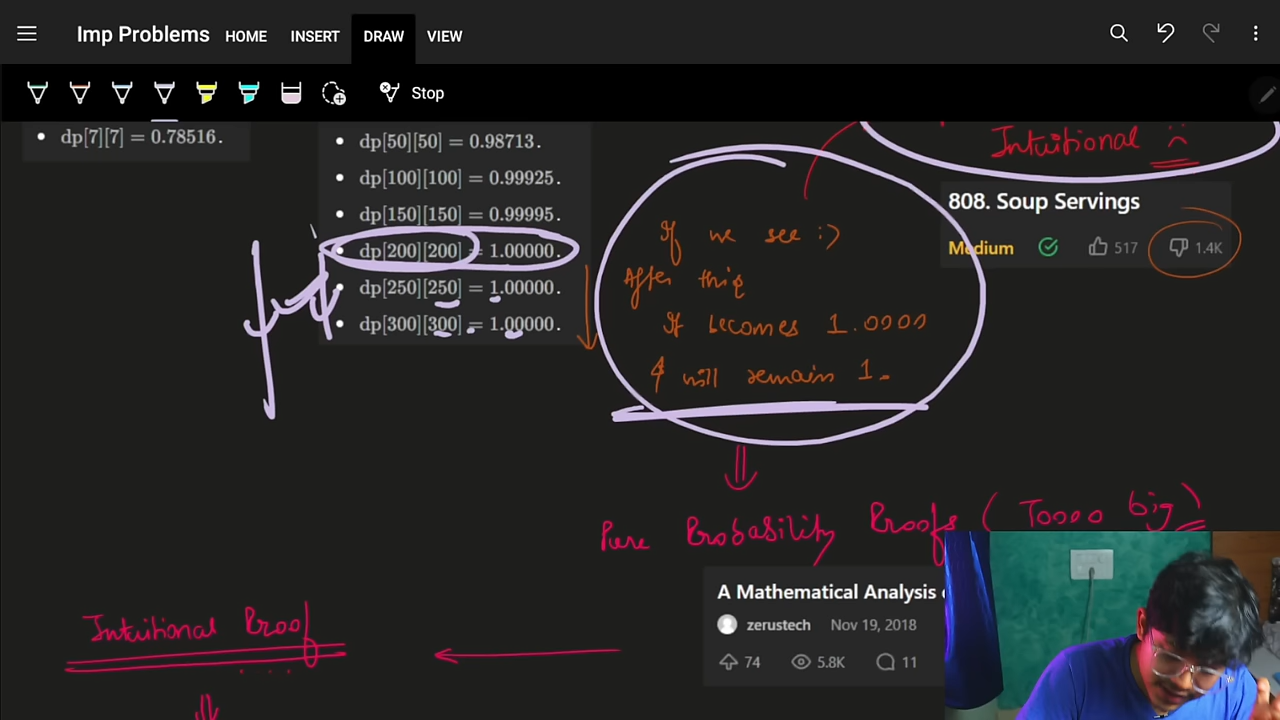 Imp Problems HOME INSERT DRAW VIEW
Stop
dp[7][7] = 0.78516.
dp[50][50] = 0.98713.
dp[100][100] = 0.99925.
dp[150][150] = 0.99995.
dp[200][200] = 1.00000.
dp[250][250] = 1.00000.
dp[300][300] = 1.00000.
If we see :)
After this
It becomes 1.0000
& will remain 1.
Intuitional :(
808. Soup Servings
Medium 517 1.4K
Pure Probability Proofs ( Toooo big )
A Mathematical Analysis
zerustech Nov 19, 2018
74 5.8K 11
Intuitional Proof